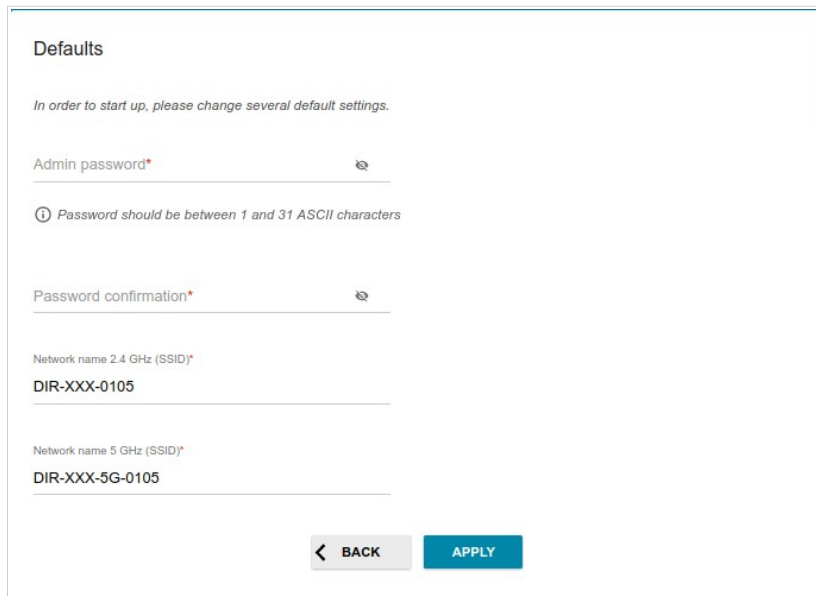 Defaults
In order to start up, please change several default settings.
Admin password*
Password should be between 1 and 31 ASCII characters
Password confirmation*
Network name 2.4 GHz (SSID)*
DIR-XXX-0105
Network name 5 GHz (SSID)*
DIR-XXX-5G-0105
BACK
APPLY